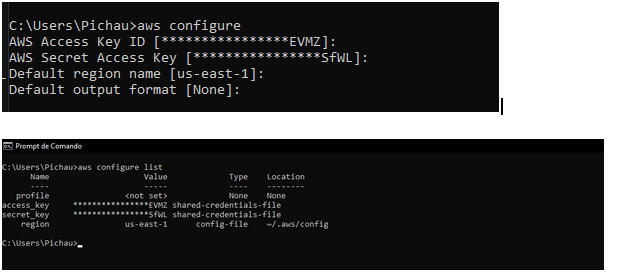 C:\Users\Pichau>aws configure
AWS Access Key ID [****************EVMZ]:
AWS Secret Access Key [****************SfWL]:
Default region name [us-east-1]:
Default output format [None]:
Prompt de Comando
C:\Users\Pichau>aws configure list
Name Value Type Location
---- ----- ---- --------
profile <not set> None None
access_key ****************EVMZ shared-credentials-file
secret_key ****************SfWL shared-credentials-file
region us-east-1 config-file ~/.aws/config
C:\Users\Pichau>